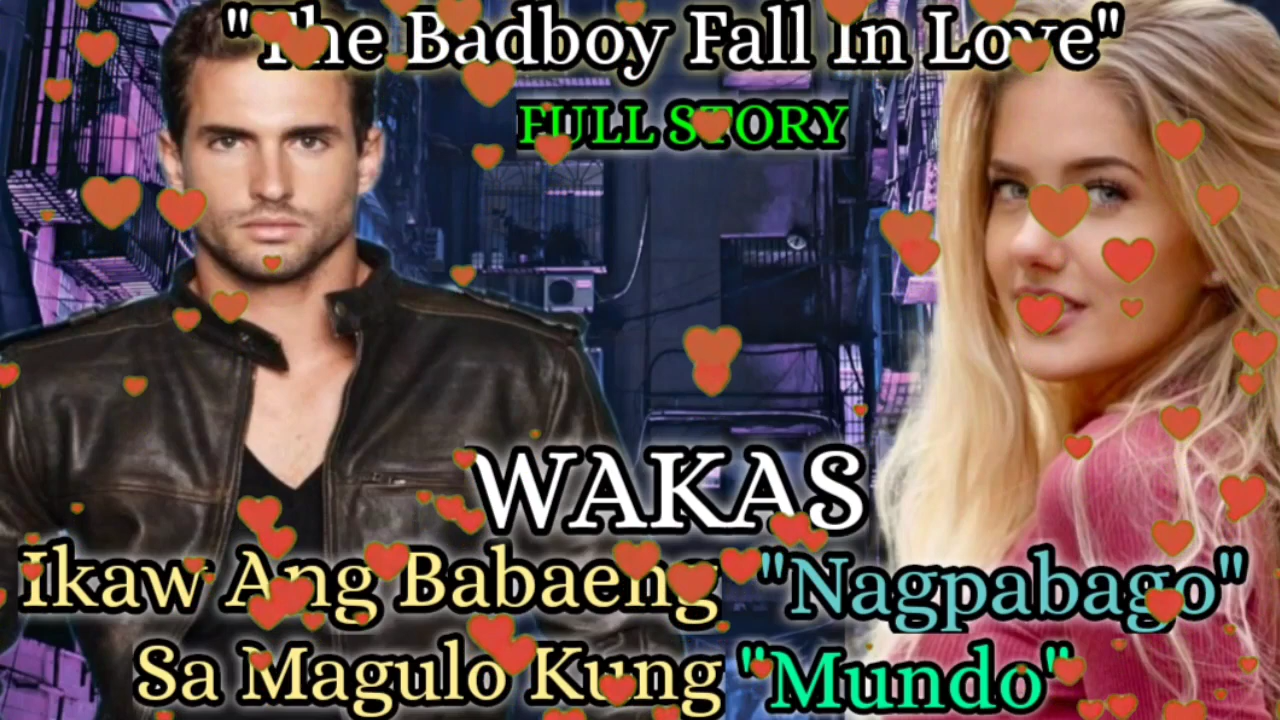 "The Badboy Fall In Love"
FULL STORY
WAKAS
Ikaw Ang Babaeng "Nagpabago"
Sa Magulo Kung "Mundo"